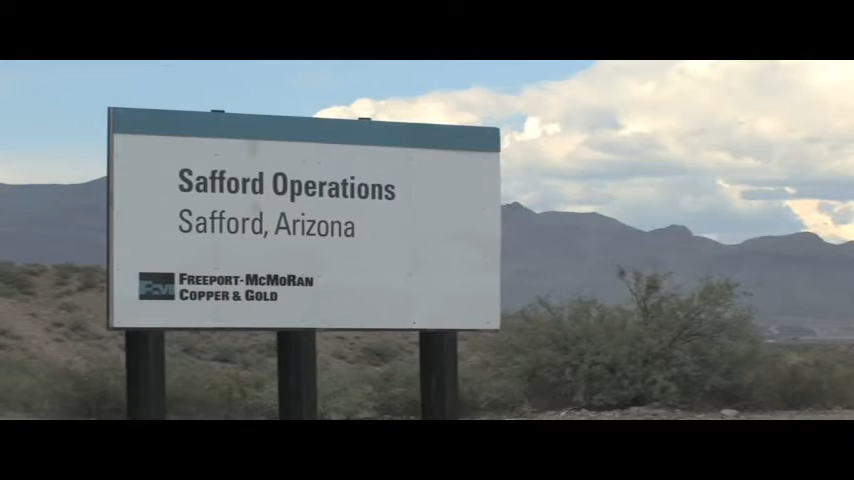 Safford Operations
Safford, Arizona
FCX
FREEPORT-MCMORAN
COPPER & GOLD